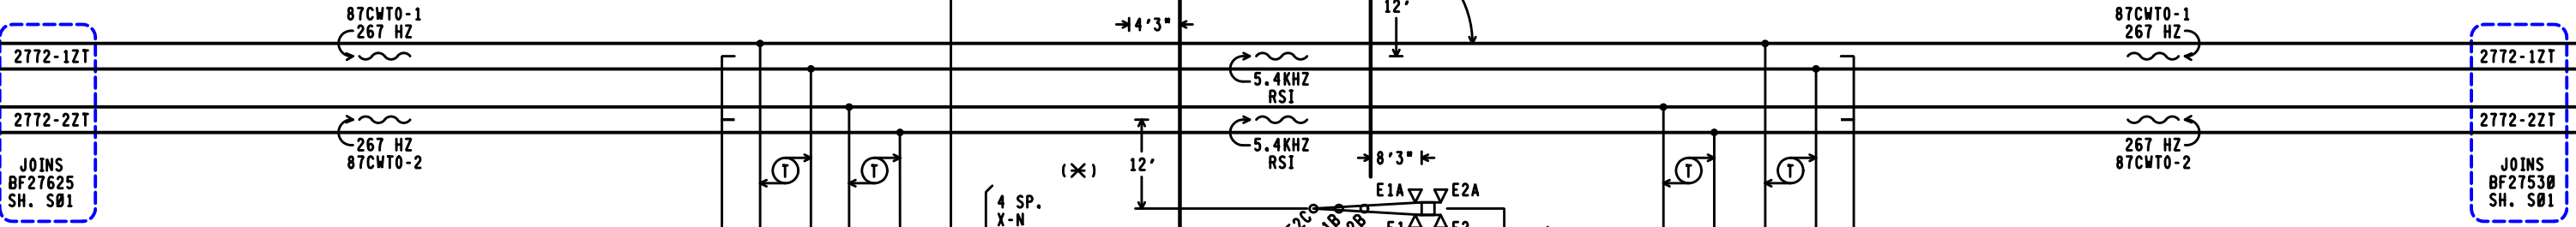 87CWTO-1
267 HZ
4'3"
12'
87CWTO-1
267 HZ
2772-1ZT
2772-1ZT
5.4KHZ
RSI
2772-2ZT
2772-2ZT
267 HZ
87CWTO-2
5.4KHZ
RSI
267 HZ
87CWTO-2
JOINS
BF27625
SH. S01
T
T
(X)
12'
8'3"
T
T
JOINS
BF27530
SH. S01
4 SP.
X-N
E1A
E2A